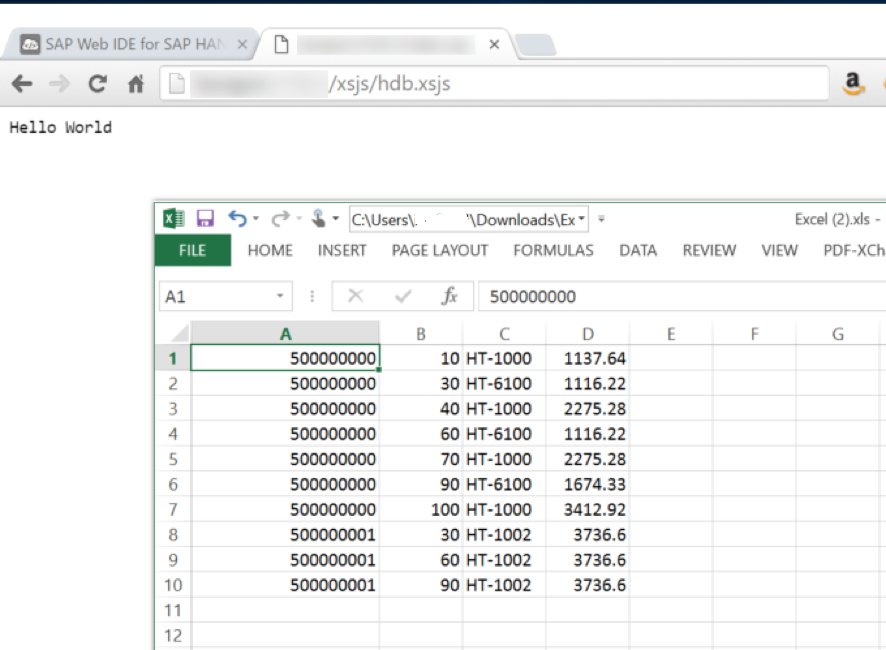 SAP Web IDE for SAP HAN
/xsjs/hdb.xsjs
Hello World
C:\Users\. "\Downloads\Ex
Excel (2).xls -
FILE HOME INSERT PAGE LAYOUT FORMULAS DATA REVIEW VIEW PDF-XCh
A1 fx 500000000
A B C D E F G
1 500000000 10 HT-1000 1137.64
2 500000000 30 HT-6100 1116.22
3 500000000 40 HT-1000 2275.28
4 500000000 60 HT-6100 1116.22
5 500000000 70 HT-1000 2275.28
6 500000000 90 HT-6100 1674.33
7 500000000 100 HT-1000 3412.92
8 500000001 30 HT-1002 3736.6
9 500000001 60 HT-1002 3736.6
10 500000001 90 HT-1002 3736.6
11
12